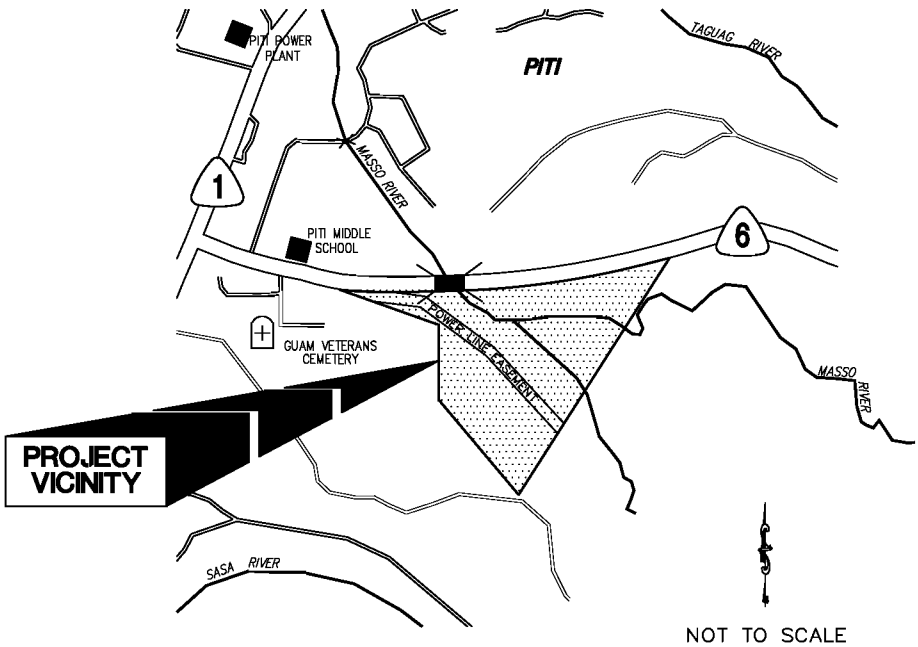 PITI POWER
PLANT
PITI
TAGUAG RIVER
1
MASSO RIVER
PITI MIDDLE
SCHOOL
6
POWER LINE EASEMENT
GUAM VETERANS
CEMETERY
MASSO
RIVER
PROJECT
VICINITY
SASA RIVER
NOT TO SCALE